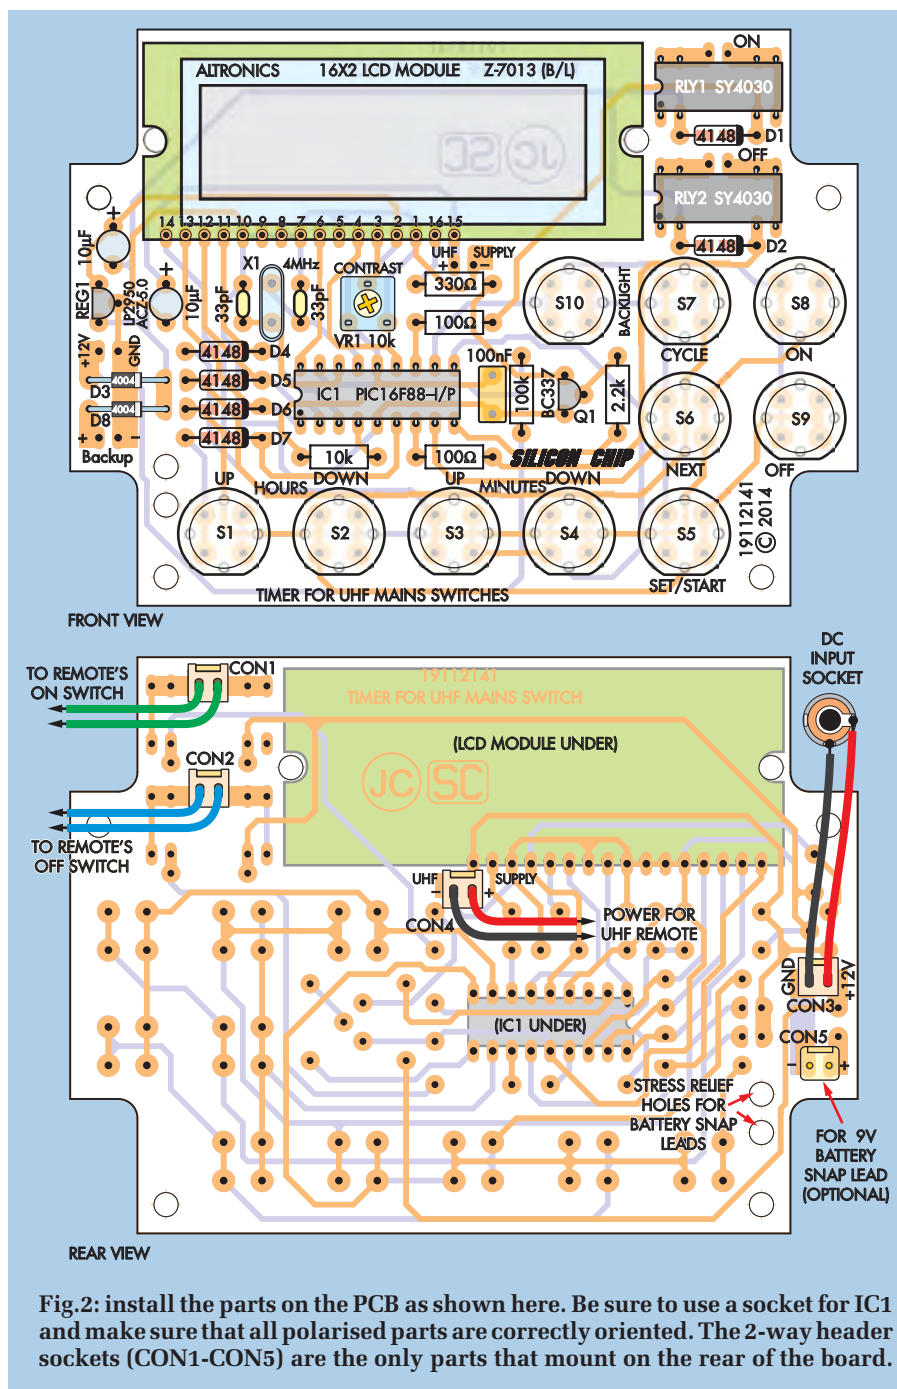 ON
ALTRONICS 16X2 LCD MODULE Z-7013 (B/L)
RLY1 SY4030
4148 D1
OFF
JC SC
RLY2 SY4030
4148 D2
14 13 12 11 10 9 8 7 6 5 4 3 2 1 16 15
+
10µF
REG1
LP2950
ACZ-5.0
+
10µF
X1
4MHz
33pF
33pF
CONTRAST
VR1 10k
UHF SUPPLY
+ −
330Ω
100Ω
S10
BACKLIGHT
S7
CYCLE
S8
ON
+12V
GND
4148 D4
4148 D5
4148 D6
4148 D7
4004
D3
4004
D8
+ −
Backup
IC1 PIC16F88–I/P
100nF
100k
BC337
Q1
2.2k
S6
NEXT
S9
OFF
10k
100Ω
SILICON CHIP
UP
HOURS
DOWN
UP
MINUTES
DOWN
S1
S2
S3
S4
S5
SET/START
19112141
© 2014
TIMER FOR UHF MAINS SWITCHES
FRONT VIEW
TO REMOTE'S
ON SWITCH
CON1
19112141
TIMER FOR UHF MAINS SWITCH
(LCD MODULE UNDER)
JC SC
DC
INPUT
SOCKET
CON2
TO REMOTE'S
OFF SWITCH
UHF SUPPLY
− +
CON4
POWER FOR
UHF REMOTE
GND
+12V
CON3
(IC1 UNDER)
CON5
− +
STRESS RELIEF
HOLES FOR
BATTERY SNAP
LEADS
FOR 9V
BATTERY
SNAP LEAD
(OPTIONAL)
REAR VIEW
Fig.2: install the parts on the PCB as shown here. Be sure to use a socket for IC1
and make sure that all polarised parts are correctly oriented. The 2-way header
sockets (CON1-CON5) are the only parts that mount on the rear of the board.